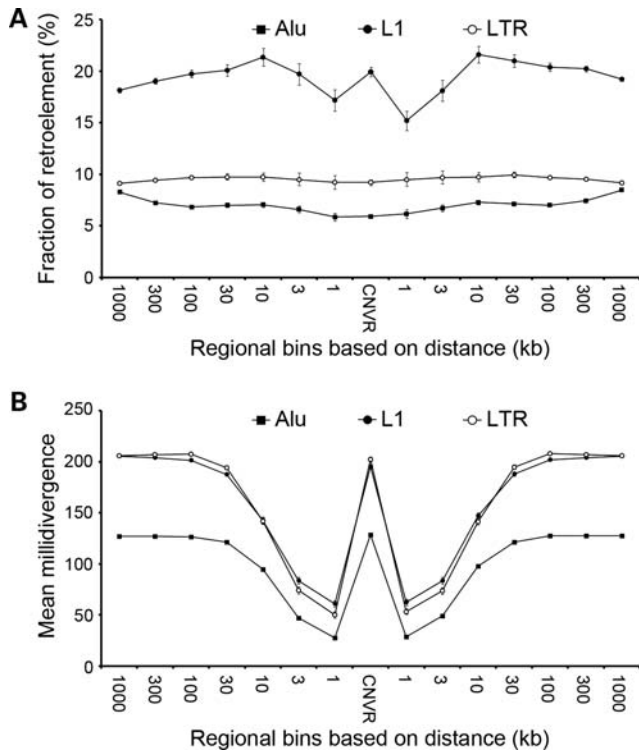 A
Alu L1 LTR
Fraction of retroelement (%)
25
20
15
10
5
0
1000 300 100 30 10 3 1 CNVR 1 3 10 30 100 300 1000
Regional bins based on distance (kb)
B
Alu L1 LTR
Mean millidivergence
250
200
150
100
50
0
1000 300 100 30 10 3 1 CNVR 1 3 10 30 100 300 1000
Regional bins based on distance (kb)